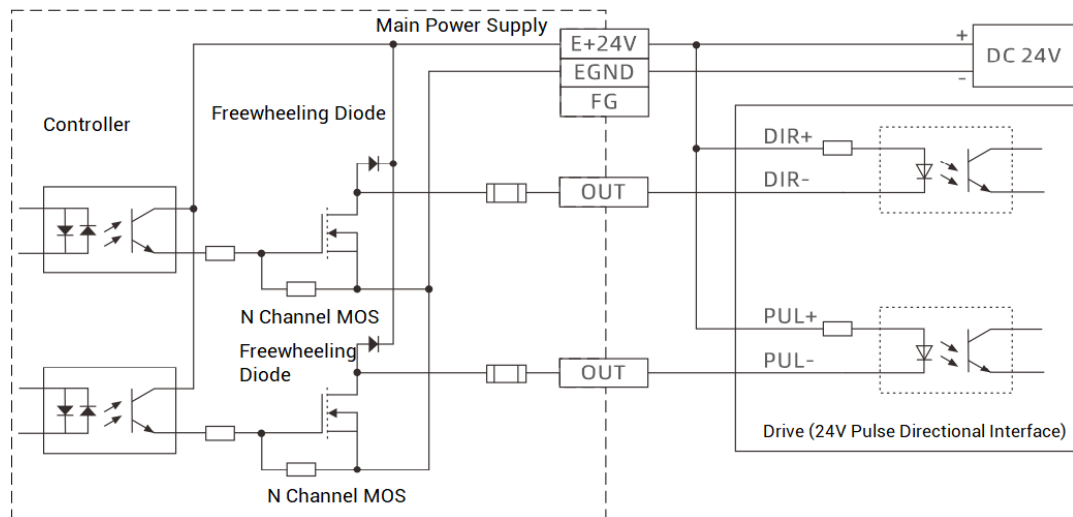 Main Power Supply
E+24V
EGND
FG
+
-
DC 24V
Controller
Freewheeling Diode
DIR+
DIR-
OUT
N Channel MOS
Freewheeling
Diode
PUL+
PUL-
OUT
N Channel MOS
Drive (24V Pulse Directional Interface)